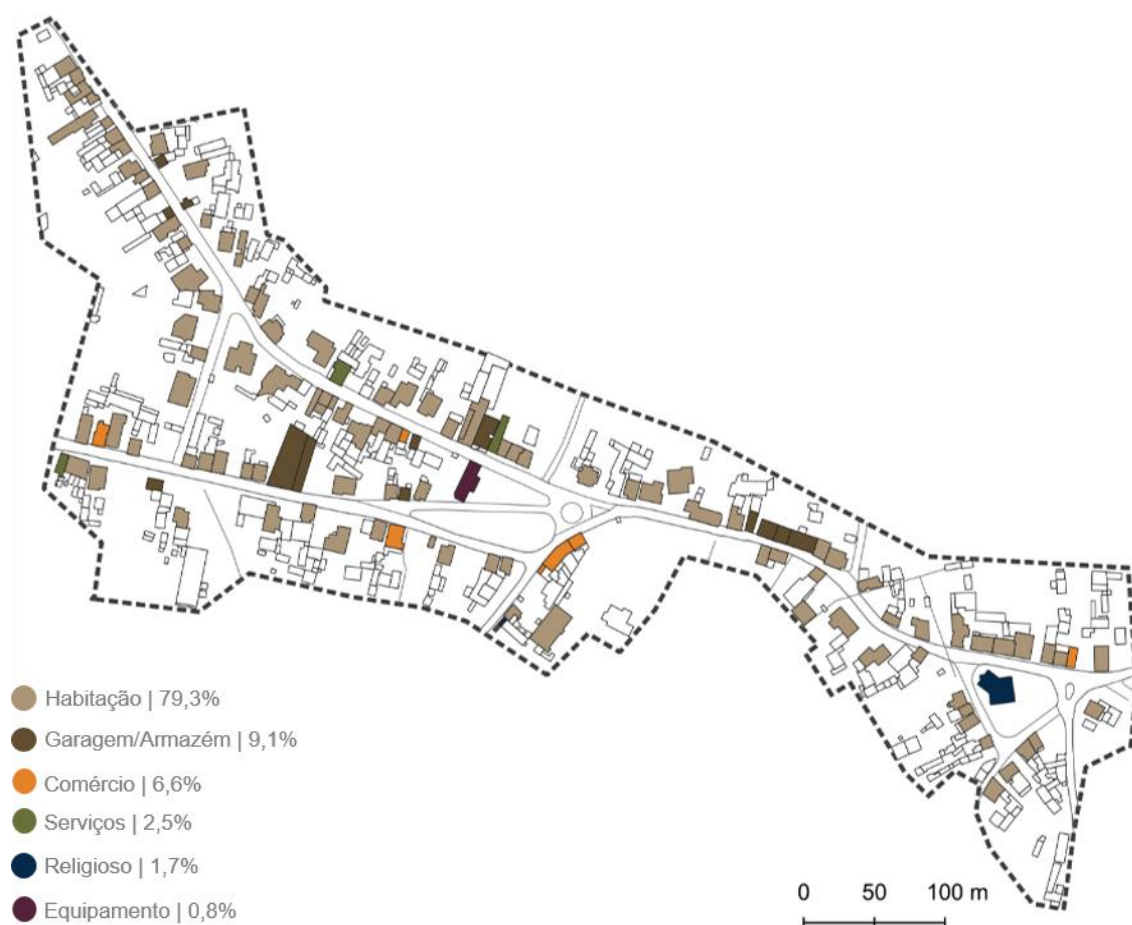 Habitação | 79,3%
Garagem/Armazém | 9,1%
Comércio | 6,6%
Serviços | 2,5%
Religioso | 1,7%
Equipamento | 0,8%
0 50 100 m